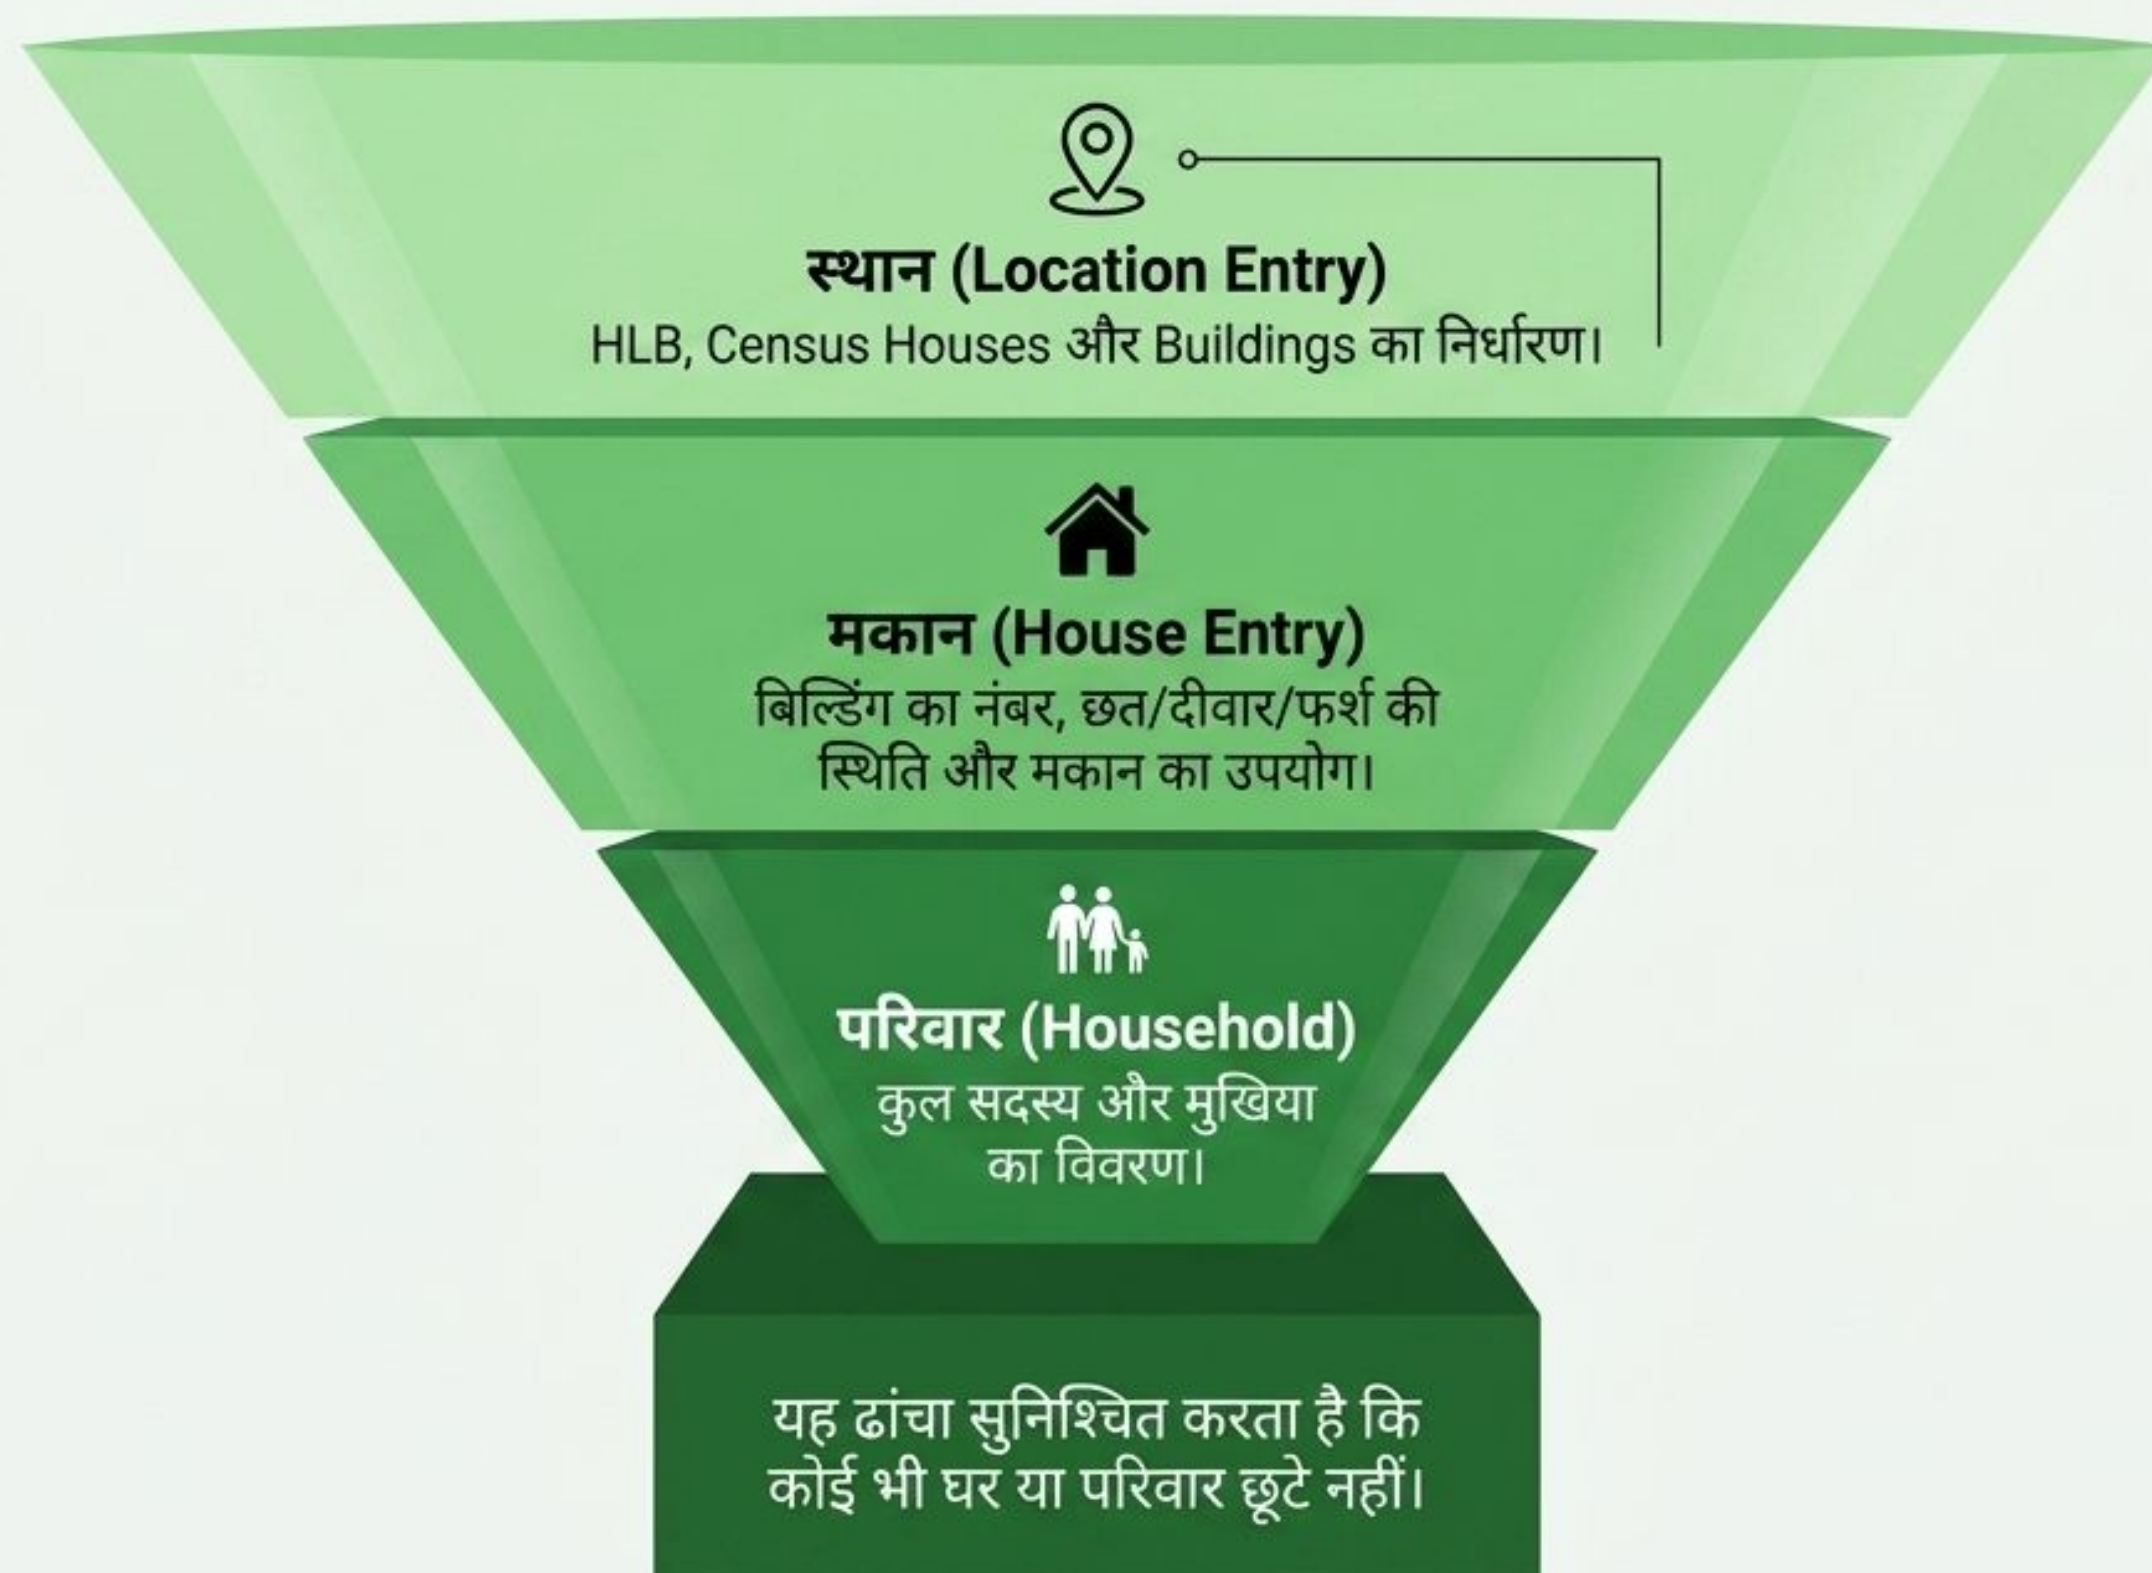 स्थान (Location Entry)
HLB, Census Houses और Buildings का निर्धारण।
मकान (House Entry)
बिल्डिंग का नंबर, छत/दीवार/फर्श की
स्थिति और मकान का उपयोग।
परिवार (Household)
कुल सदस्य और मुखिया
का विवरण।
यह ढांचा सुनिश्चित करता है कि
कोई भी घर या परिवार छूटे नहीं।